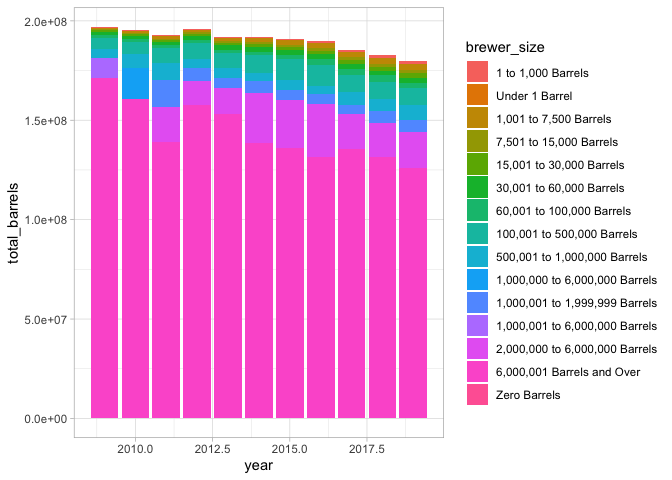 total_barrels
2.0e+08
1.5e+08
1.0e+08
5.0e+07
0.0e+00
2010.0 2012.5 2015.0 2017.5
year
brewer_size
1 to 1,000 Barrels
Under 1 Barrel
1,001 to 7,500 Barrels
7,501 to 15,000 Barrels
15,001 to 30,000 Barrels
30,001 to 60,000 Barrels
60,001 to 100,000 Barrels
100,001 to 500,000 Barrels
500,001 to 1,000,000 Barrels
1,000,000 to 6,000,000 Barrels
1,000,001 to 1,999,999 Barrels
1,000,001 to 6,000,000 Barrels
2,000,000 to 6,000,000 Barrels
6,000,001 Barrels and Over
Zero Barrels